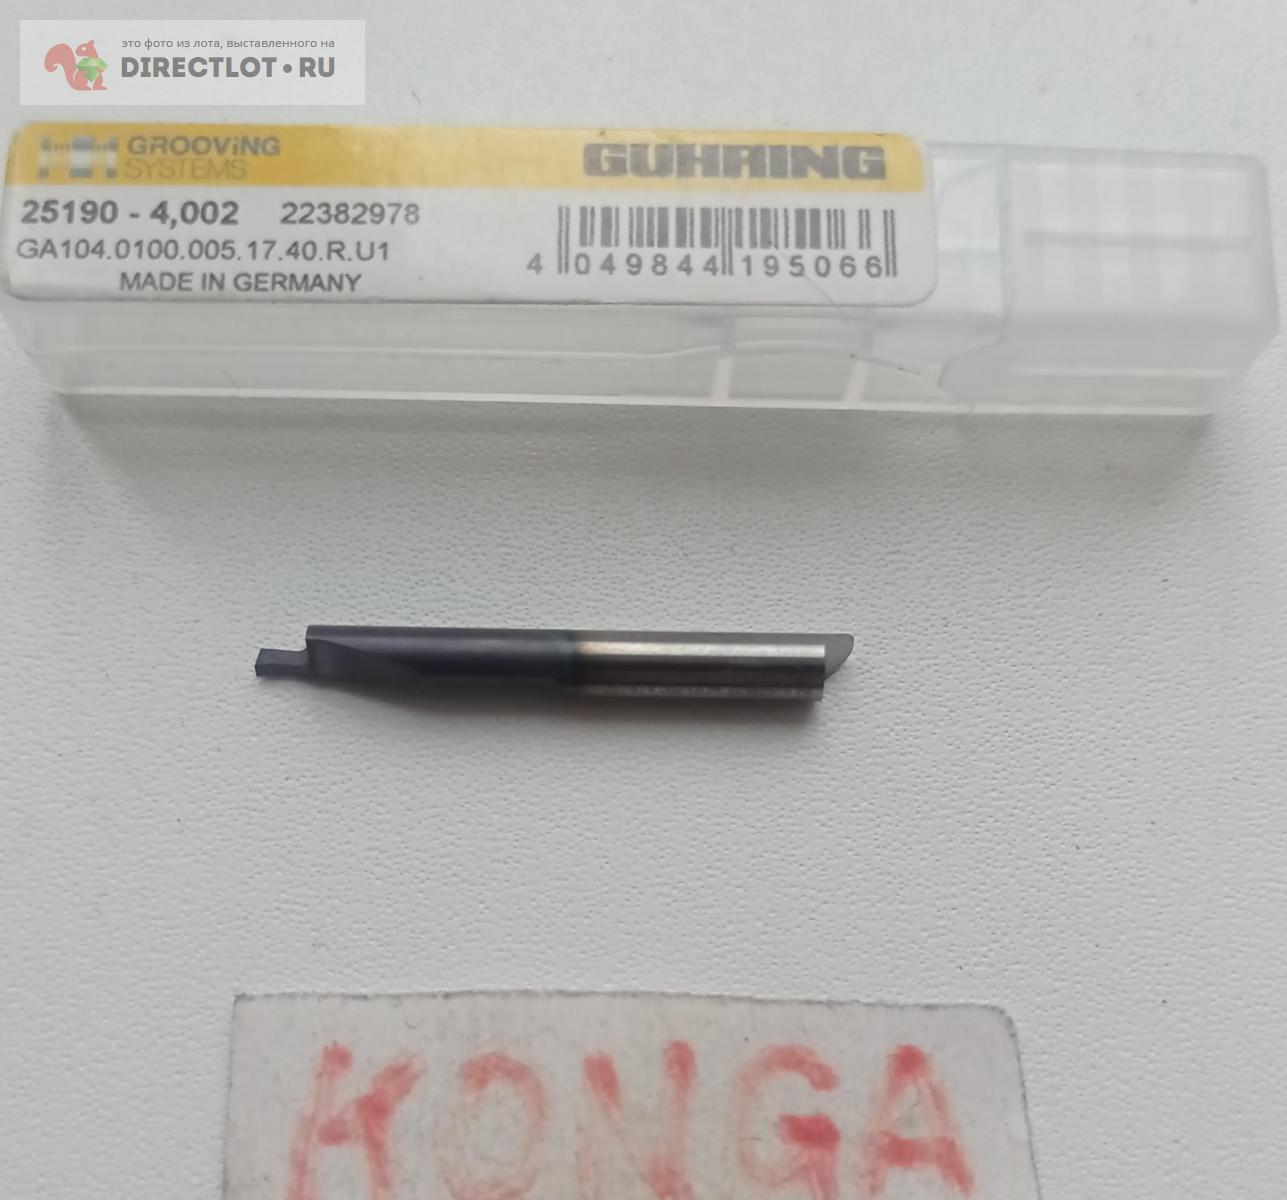 это фото из лота, выставленного на
DIRECTLOT•RU
GROOViNG
SYSTEMS
GUHRING
25190 - 4,002 22382978
GA104.0100.005.17.40.R.U1
MADE IN GERMANY
4 049844 195066
KONGA